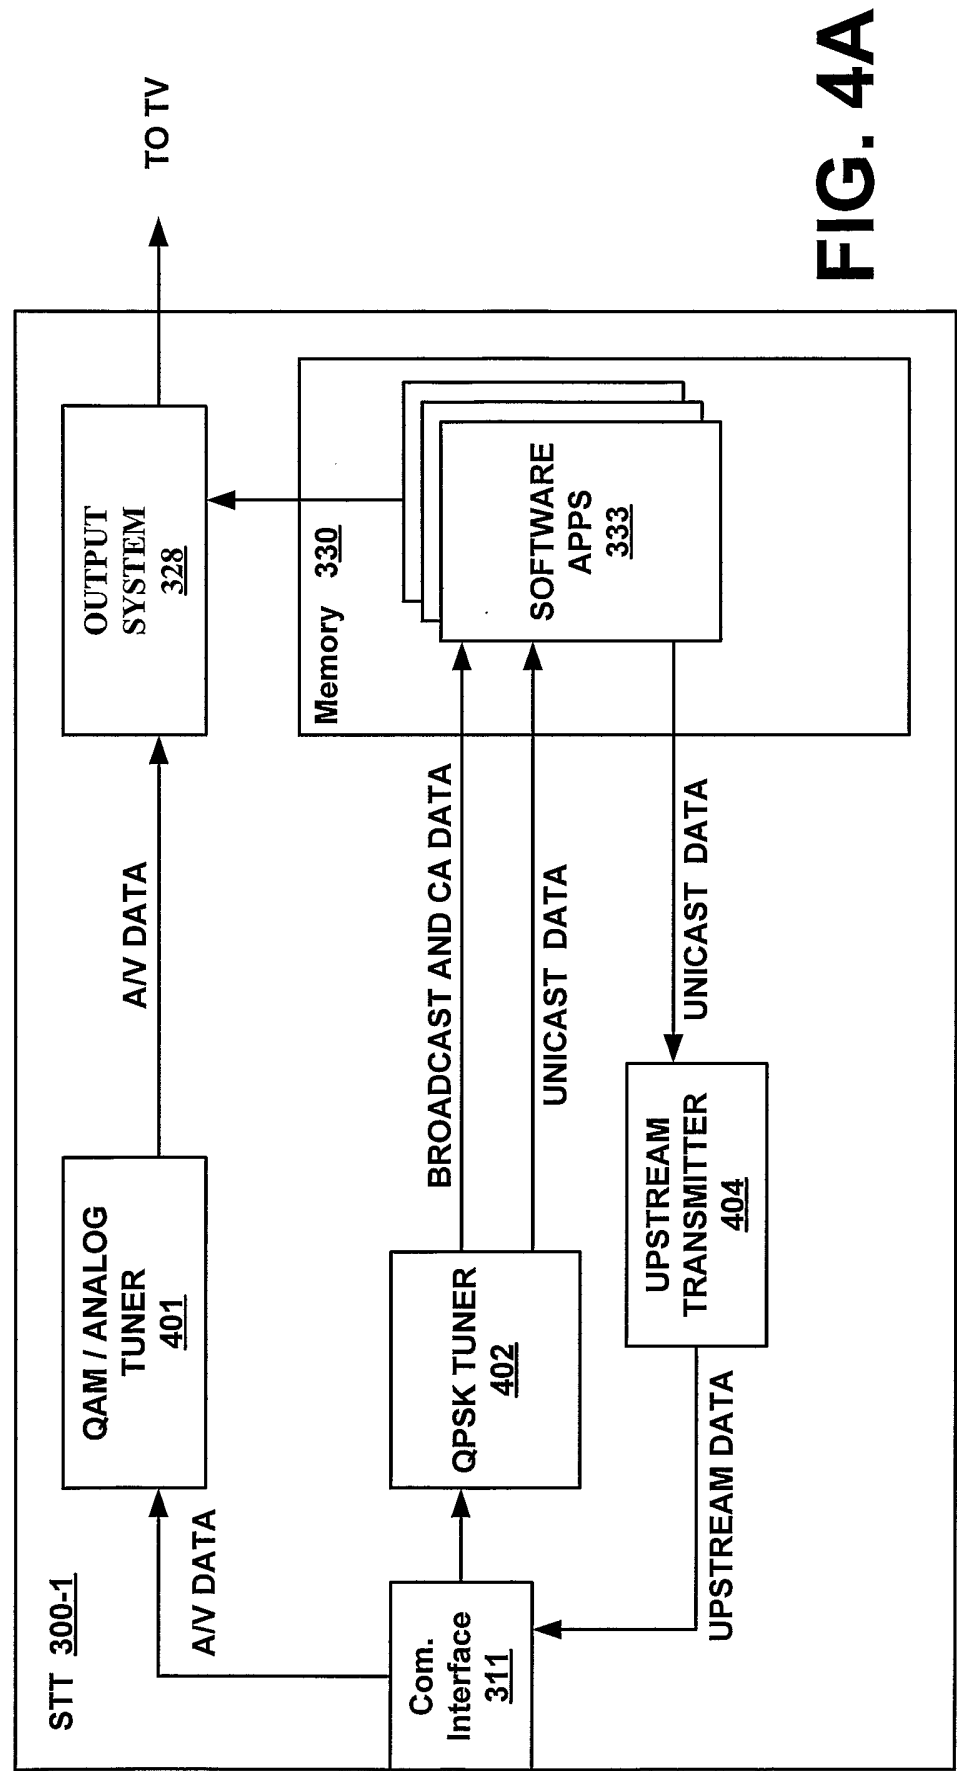 STT 300-1
A/V DATA
QAM / ANALOG
TUNER
401
A/V DATA
OUTPUT
SYSTEM
328
TO TV
Com.
Interface
311
QPSK TUNER
402
BROADCAST AND CA DATA
UNICAST DATA
Memory 330
SOFTWARE
APPS
333
UNICAST DATA
UPSTREAM
TRANSMITTER
404
UPSTREAM DATA
FIG. 4A